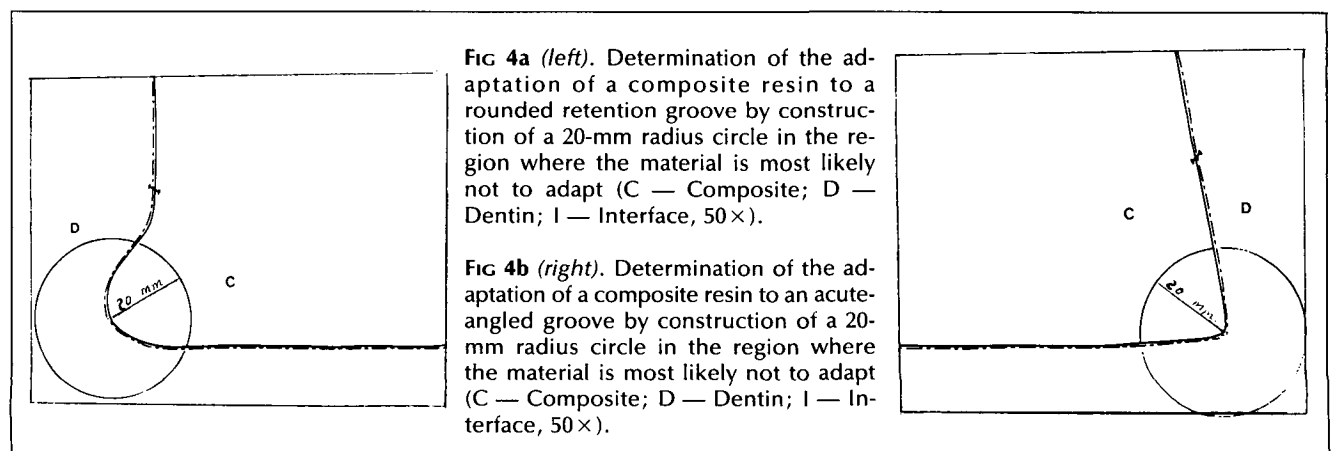 FIG 4a (left). Determination of the ad-
aptation of a composite resin to a
rounded retention groove by construc-
tion of a 20-mm radius circle in the re-
gion where the material is most likely
not to adapt (C — Composite; D —
Dentin; I — Interface, 50×).
FIG 4b (right). Determination of the ad-
aptation of a composite resin to an acute-
angled groove by construction of a 20-
mm radius circle in the region where
the material is most likely not to adapt
(C — Composite; D — Dentin; I — In-
terface, 50×).
D
C
20 mm
C
D
20 mm.